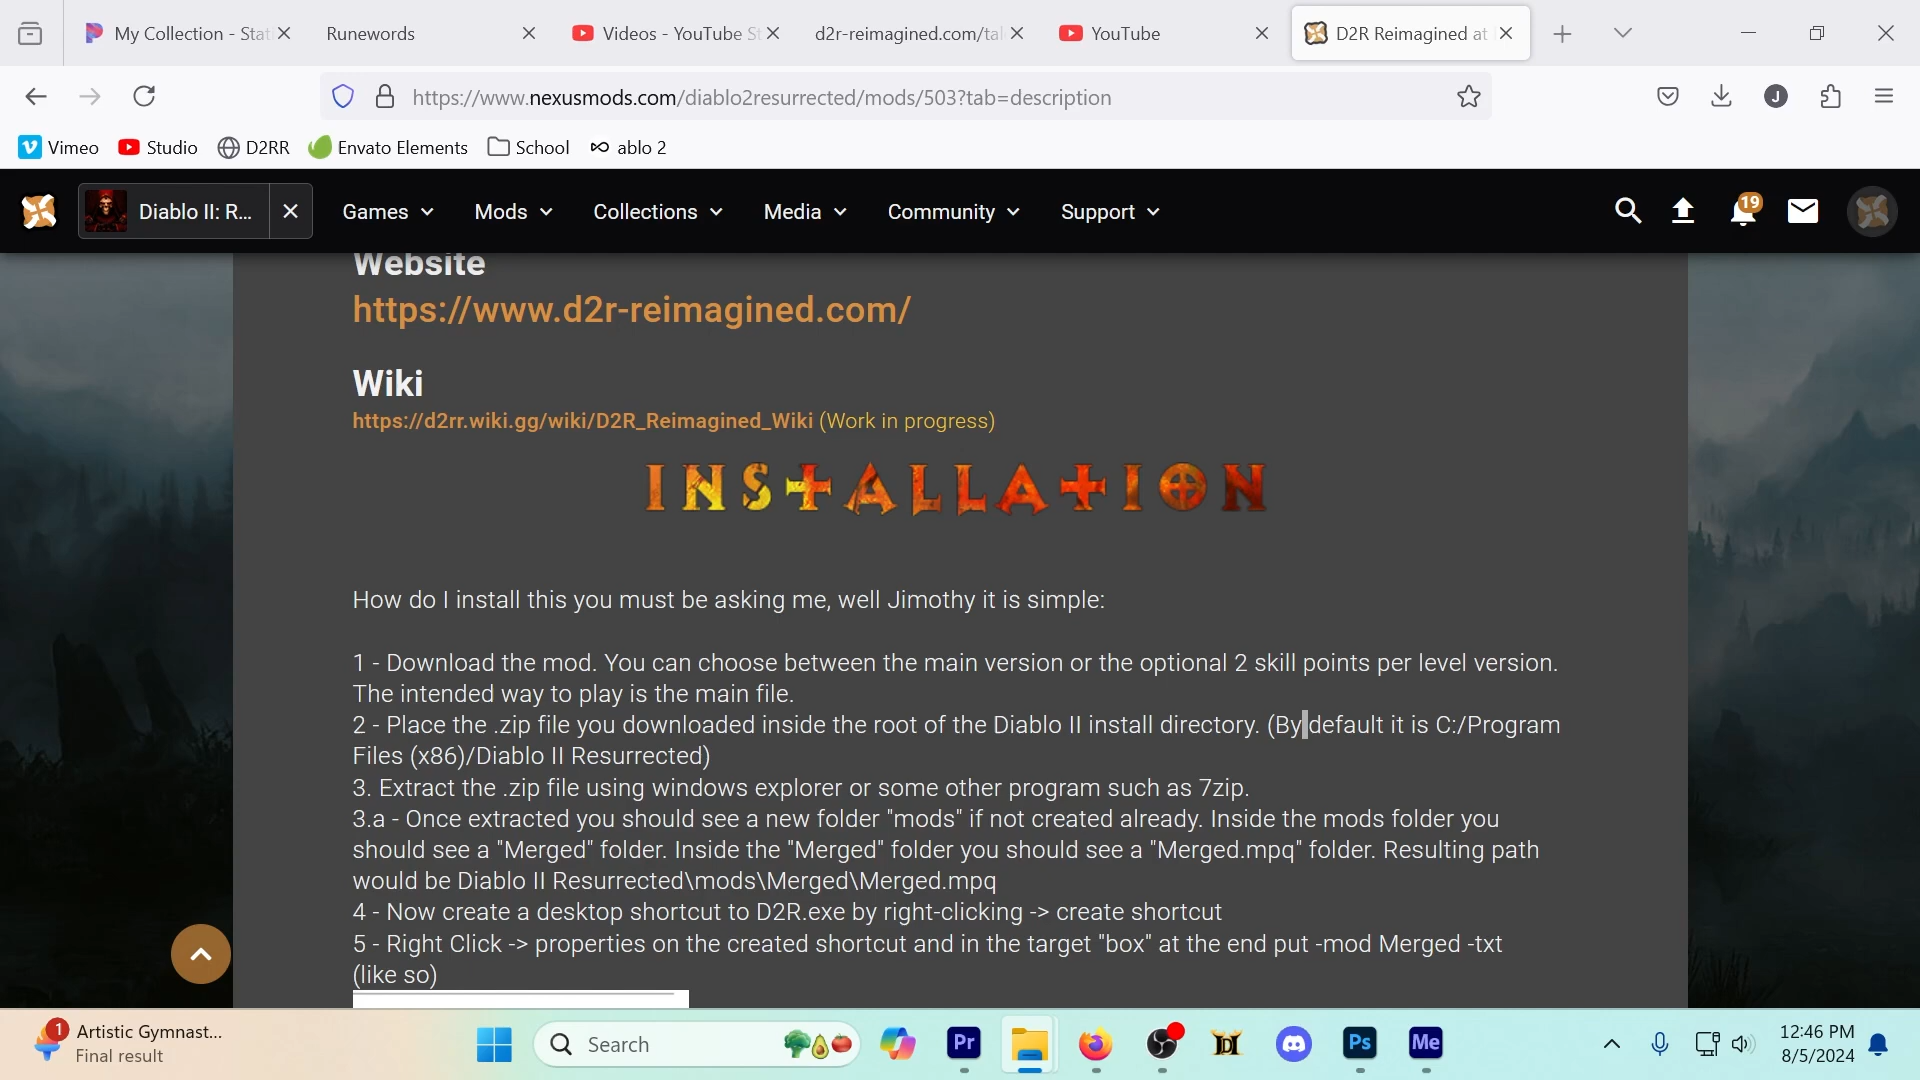 My Collection - Stat
Runewords
Videos - YouTube St
d2r-reimagined.com/tal
YouTube
D2R Reimagined at
https://www.nexusmods.com/diablo2resurrected/mods/503?tab=description
J
Vimeo
Studio
D2RR
Envato Elements
School
ablo 2
Diablo II: R...
Games
Mods
Collections
Media
Community
Support
19
Website
https://www.d2r-reimagined.com/
Wiki
https://d2rr.wiki.gg/wiki/D2R_Reimagined_Wiki (Work in progress)
INSTALLATION
How do I install this you must be asking me, well Jimothy it is simple:
1 - Download the mod. You can choose between the main version or the optional 2 skill points per level version.
The intended way to play is the main file.
2 - Place the .zip file you downloaded inside the root of the Diablo II install directory. (By default it is C:/Program
Files (x86)/Diablo II Resurrected)
3. Extract the .zip file using windows explorer or some other program such as 7zip.
3.a - Once extracted you should see a new folder "mods" if not created already. Inside the mods folder you
should see a "Merged" folder. Inside the "Merged" folder you should see a "Merged.mpq" folder. Resulting path
would be Diablo II Resurrected\mods\Merged\Merged.mpq
4 - Now create a desktop shortcut to D2R.exe by right-clicking -> create shortcut
5 - Right Click -> properties on the created shortcut and in the target "box" at the end put -mod Merged -txt
(like so)
1
Artistic Gymnast...
Final result
Search
Pr
Ps
Me
12:46 PM
8/5/2024